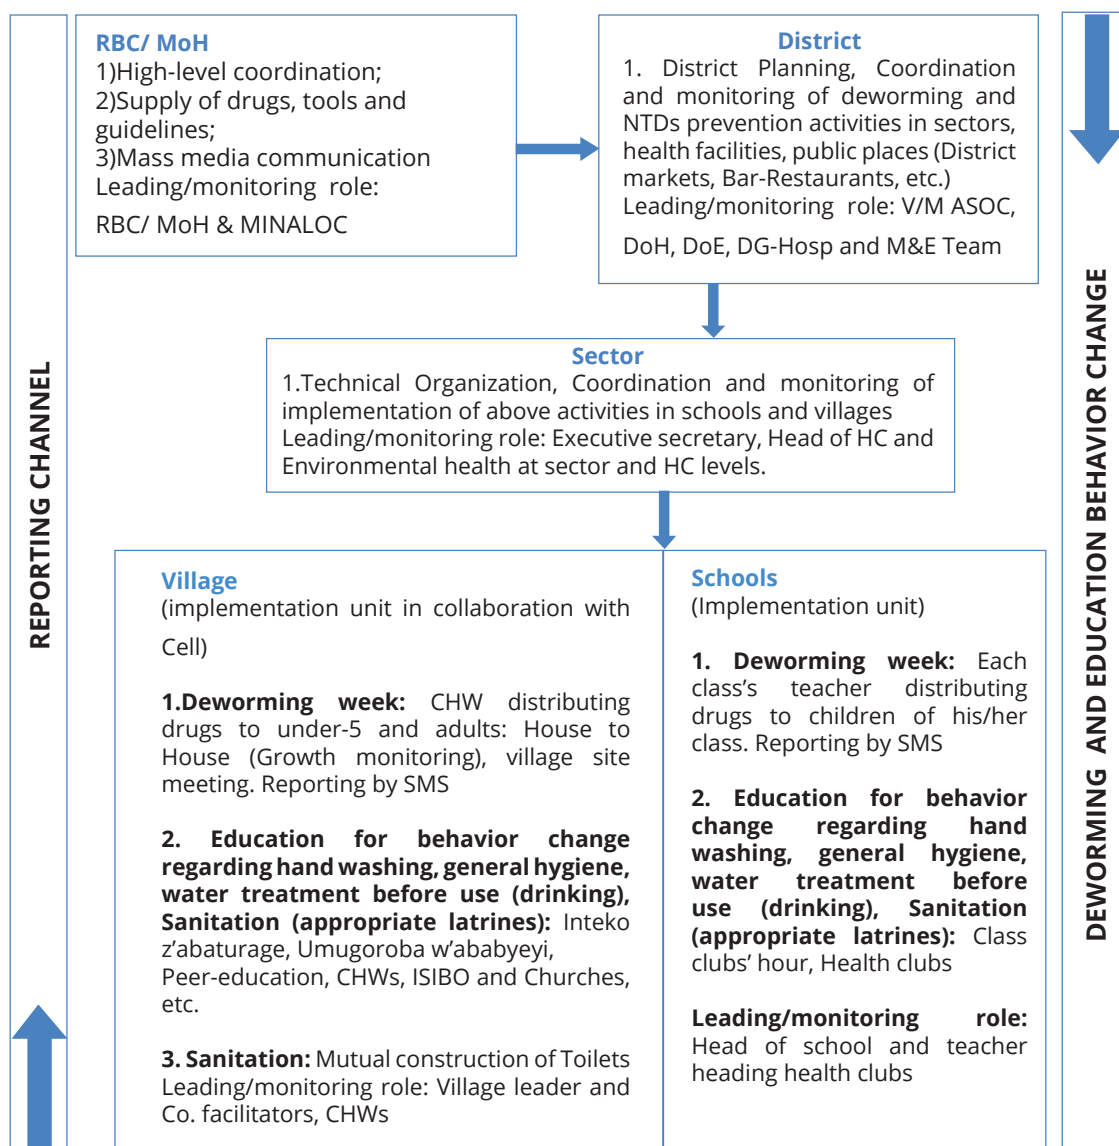 RBC/ MoH
1)High-level coordination;
2)Supply of drugs, tools and
guidelines;
3)Mass media communication
Leading/monitoring role:
RBC/ MoH & MINALOC
District
1. District Planning, Coordination
and monitoring of deworming and
NTDs prevention activities in sectors,
health facilities, public places (District
markets, Bar-Restaurants, etc.)
Leading/monitoring role: V/M ASOC,
DoH, DoE, DG-Hosp and M&E Team
Sector
1.Technical Organization, Coordination and monitoring of
implementation of above activities in schools and villages
Leading/monitoring role: Executive secretary, Head of HC and
Environmental health at sector and HC levels.
Village
(implementation unit in collaboration with
Cell)
1.Deworming week: CHW distributing
drugs to under-5 and adults: House to
House (Growth monitoring), village site
meeting. Reporting by SMS
2. Education for behavior change
regarding hand washing, general hygiene,
water treatment before use (drinking),
Sanitation (appropriate latrines): Inteko
z'abaturage, Umugoroba w'ababyeyi,
Peer-education, CHWs, ISIBO and Churches,
etc.
3. Sanitation: Mutual construction of Toilets
Leading/monitoring role: Village leader and
Co. facilitators, CHWs
Schools
(Implementation unit)
1. Deworming week: Each
class's teacher distributing
drugs to children of his/her
class. Reporting by SMS
2. Education for behavior
change regarding hand
washing, general hygiene,
water treatment before
use (drinking), Sanitation
(appropriate latrines): Class
clubs' hour, Health clubs
Leading/monitoring role:
Head of school and teacher
heading health clubs
REPORTING CHANNEL
DEWORMING AND EDUCATION BEHAVIOR CHANGE